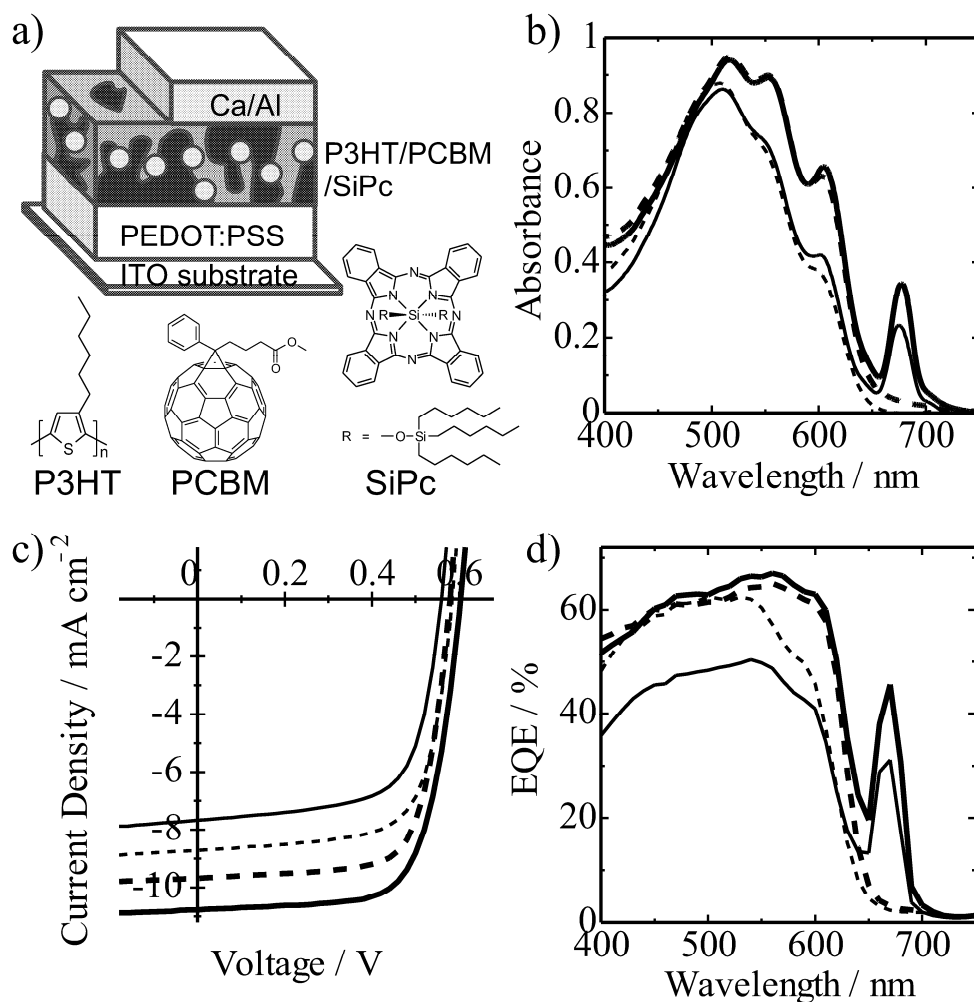 a)
Ca/Al
P3HT/PCBM
/SiPc
PEDOT:PSS
ITO substrate
N
N
N
N
R
Si
R
N
N
N
N
O
O
S
n
R = —O—Si
P3HT
PCBM
SiPc
b)
1
0.8
0.6
0.4
0.2
0
400 500 600 700
Absorbance
Wavelength / nm
c)
0 0.2 0.4 0.6
-2
-4
-6
-8
-10
Current Density / mA cm-2
Voltage / V
d)
60
40
20
0
400 500 600 700
EQE / %
Wavelength / nm